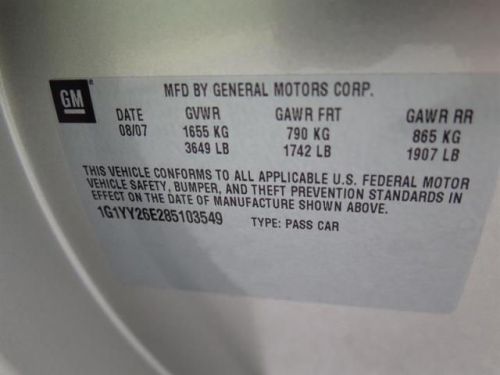 GM
MFD BY GENERAL MOTORS CORP.
DATE GVWR GAWR FRT GAWR RR
08/07 1655 KG 790 KG 865 KG
3649 LB 1742 LB 1907 LB
THIS VEHICLE CONFORMS TO ALL APPLICABLE U.S. FEDERAL MOTOR
VEHICLE SAFETY, BUMPER, AND THEFT PREVENTION STANDARDS IN
EFFECT ON THE DATE OF MANUFACTURE SHOWN ABOVE.
1G1YY26E285103549 TYPE: PASS CAR